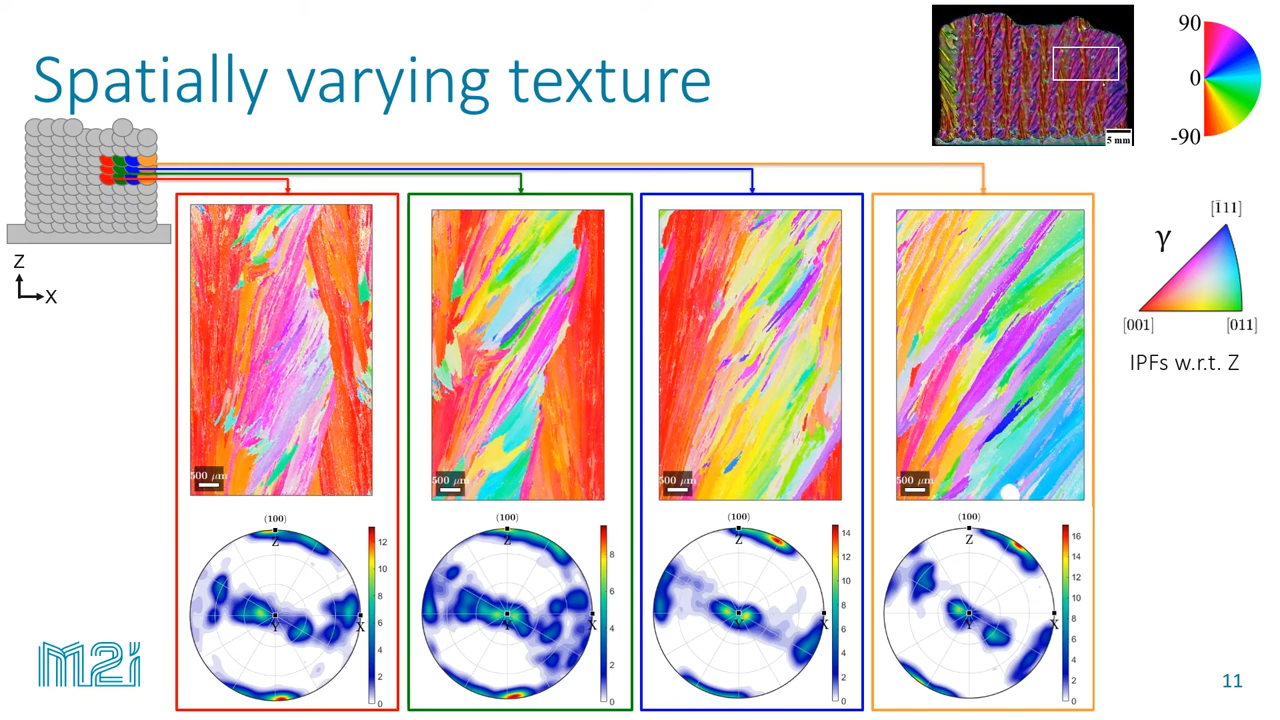 Spatially varying texture
5 mm
90
0
-90
Z
X
500 μm
500 μm
500 μm
500 μm
[1̄11]
γ
[001]
[011]
IPFs w.r.t. Z
(100)
Z
Y
X
12
10
8
6
4
2
0
(100)
Z
Y
X
8
6
4
2
0
(100)
Z
Y
X
14
12
10
8
6
4
2
0
(100)
Z
Y
X
16
14
12
10
8
6
4
2
0
M2i
11